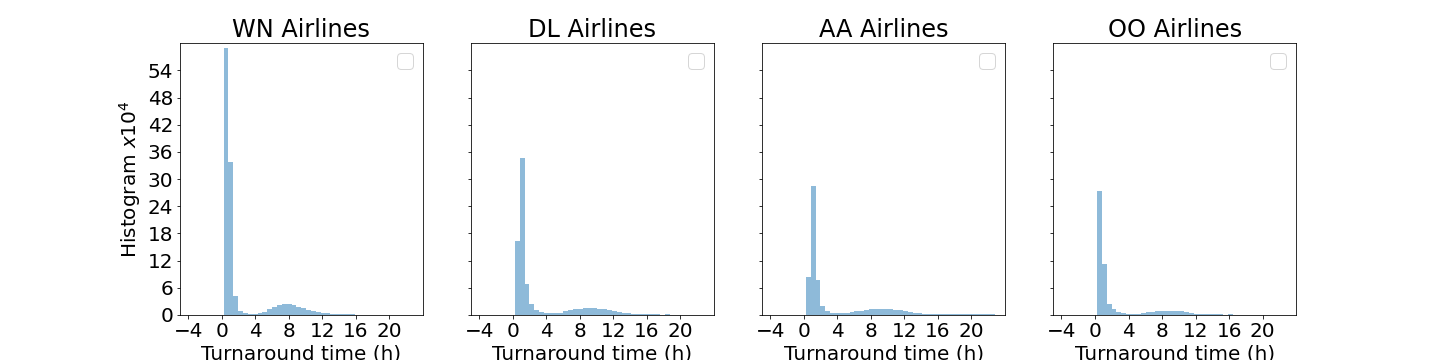 WN Airlines DL Airlines AA Airlines OO Airlines
Histogram x10^4
54
48
42
36
30
24
18
12
6
0
−4 0 4 8 12 16 20 −4 0 4 8 12 16 20 −4 0 4 8 12 16 20 −4 0 4 8 12 16 20
Turnaround time (h) Turnaround time (h) Turnaround time (h) Turnaround time (h)